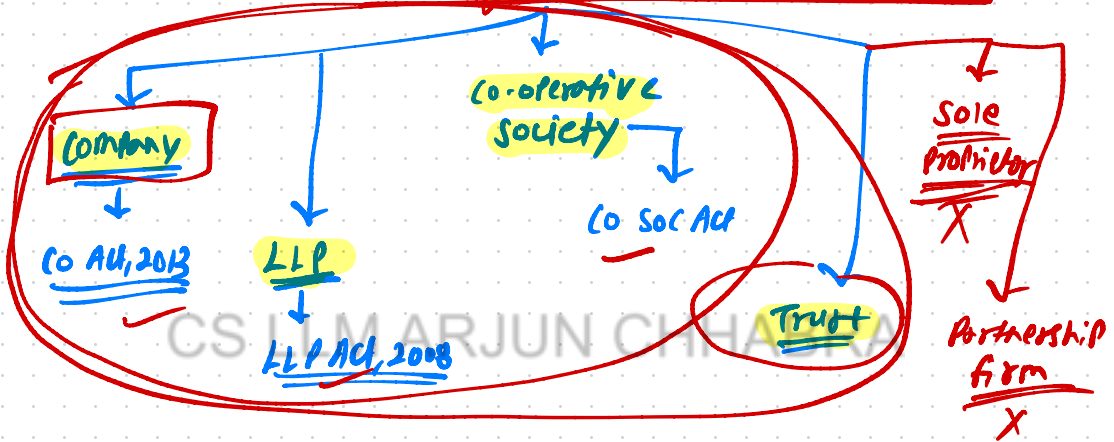 Company
Co Act, 2013
LLP
LLP Act, 2008
Co-operative
Society
Co Soc Act
Trust
Sole
Proprietor
X
Partnership
firm
X
CS LLM ARJUN CHHABRA